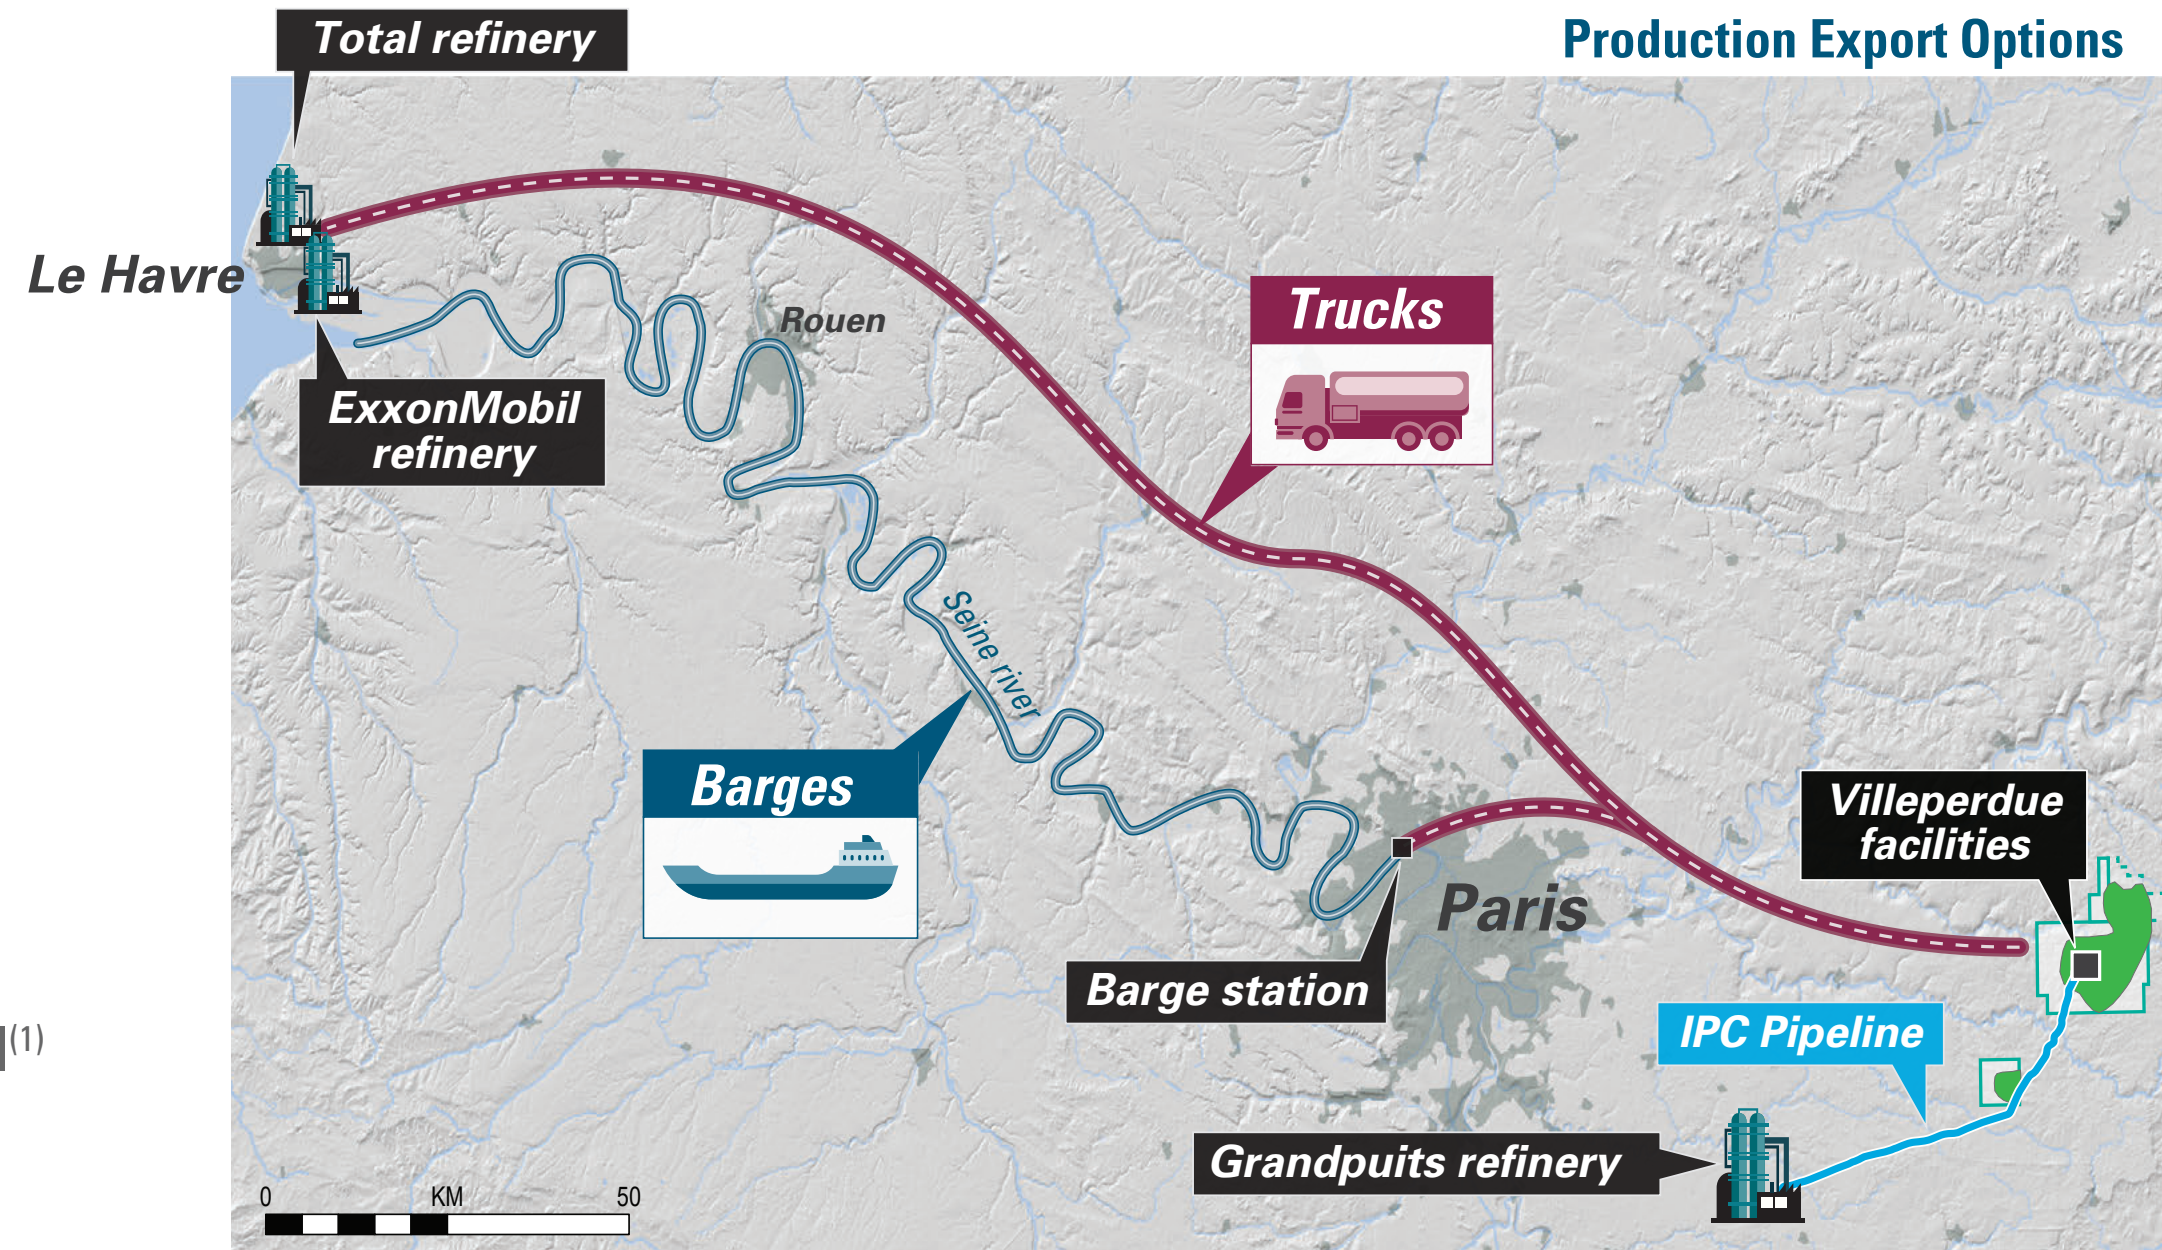 Total refinery
Production Export Options
Le Havre
Rouen
Trucks
ExxonMobil
refinery
Seine river
Barges
Villeperdue
facilities
Paris
Barge station
IPC Pipeline
(1)
Grandpuits refinery
0 KM 50